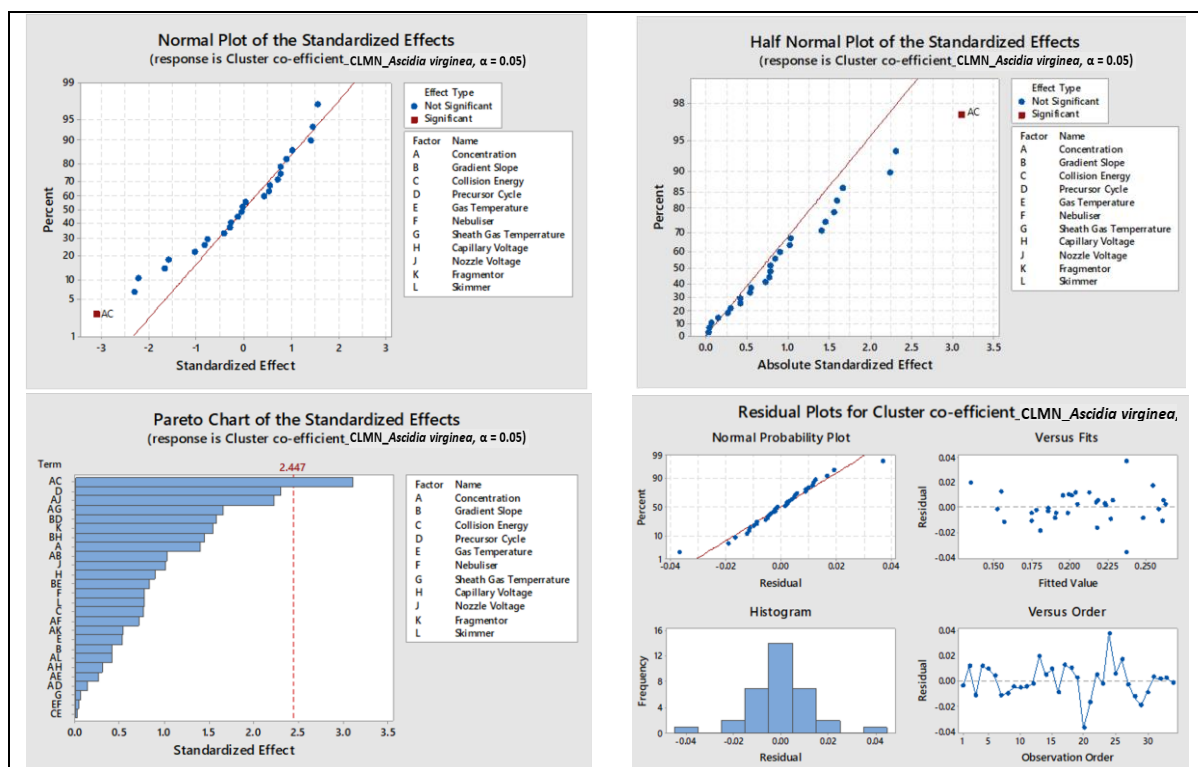 Normal Plot of the Standardized Effects
(response is Cluster co-efficient_CLMN_Ascidia virginea, α = 0.05)
99
95
90
80
70
60
50
40
30
20
10
5
1
Percent
AC
-3
-2
-1
0
1
2
3
Standardized Effect
Effect Type
Not Significant
Significant
Factor Name
A Concentration
B Gradient Slope
C Collision Energy
D Precursor Cycle
E Gas Temperature
F Nebuliser
G Sheath Gas Temperrature
H Capillary Voltage
J Nozzle Voltage
K Fragmentor
L Skimmer
Half Normal Plot of the Standardized Effects
(response is Cluster co-efficient_CLMN_Ascidia virginea, α = 0.05)
98
95
90
85
80
70
60
50
40
30
20
10
0
Percent
AC
0.0
0.5
1.0
1.5
2.0
2.5
3.0
3.5
Absolute Standardized Effect
Effect Type
Not Significant
Significant
Factor Name
A Concentration
B Gradient Slope
C Collision Energy
D Precursor Cycle
E Gas Temperature
F Nebuliser
G Sheath Gas Temperrature
H Capillary Voltage
J Nozzle Voltage
K Fragmentor
L Skimmer
Pareto Chart of the Standardized Effects
(response is Cluster co-efficient_CLMN_Ascidia virginea, α = 0.05)
Term
2.447
AC
D
AJ
AG
BD
K
BH
A
AB
J
H
BE
F
L
C
AF
AK
E
B
AL
AH
AE
AD
G
EF
CE
0.0
0.5
1.0
1.5
2.0
2.5
3.0
3.5
Standardized Effect
Factor Name
A Concentration
B Gradient Slope
C Collision Energy
D Precursor Cycle
E Gas Temperature
F Nebuliser
G Sheath Gas Temperrature
H Capillary Voltage
J Nozzle Voltage
K Fragmentor
L Skimmer
Residual Plots for Cluster co-efficient_CLMN_Ascidia virginea,
Normal Probability Plot
99
90
50
10
1
Percent
-0.04
-0.02
0.00
0.02
0.04
Residual
Versus Fits
0.04
0.02
0.00
-0.02
-0.04
Residual
0.150
0.175
0.200
0.225
0.250
Fitted Value
Histogram
16
12
8
4
0
Frequency
-0.04
-0.02
0.00
0.02
0.04
Residual
Versus Order
0.04
0.02
0.00
-0.02
-0.04
Residual
1
5
10
15
20
25
30
Observation Order